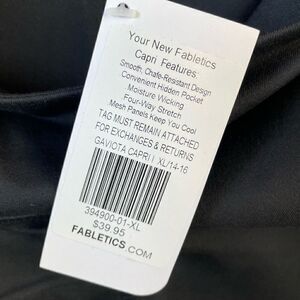 Your New Fabletics
Capri Features:
Smooth, Chafe-Resistant Design
Convenient Hidden Pocket
Moisture Wicking
Four-Way Stretch
Mesh Panels Keep You Cool
TAG MUST REMAIN ATTACHED
FOR EXCHANGES & RETURNS
GAVIOTA CAPRI I XL/14-16
394900-01-XL
$39.95
FABLETICS.COM